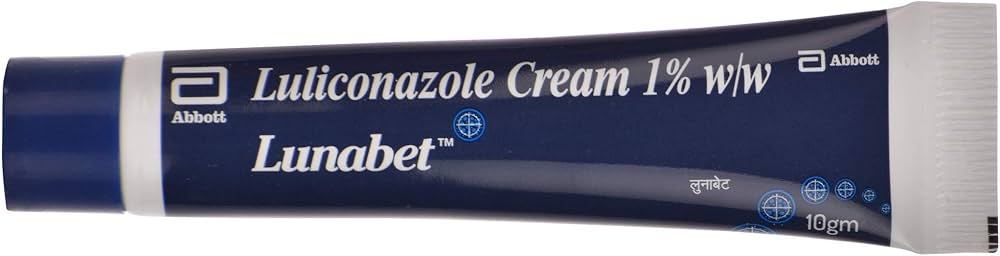 Abbott
Luliconazole Cream 1% w/w
Lunabet™
Abbott
लुनाबेट
10gm